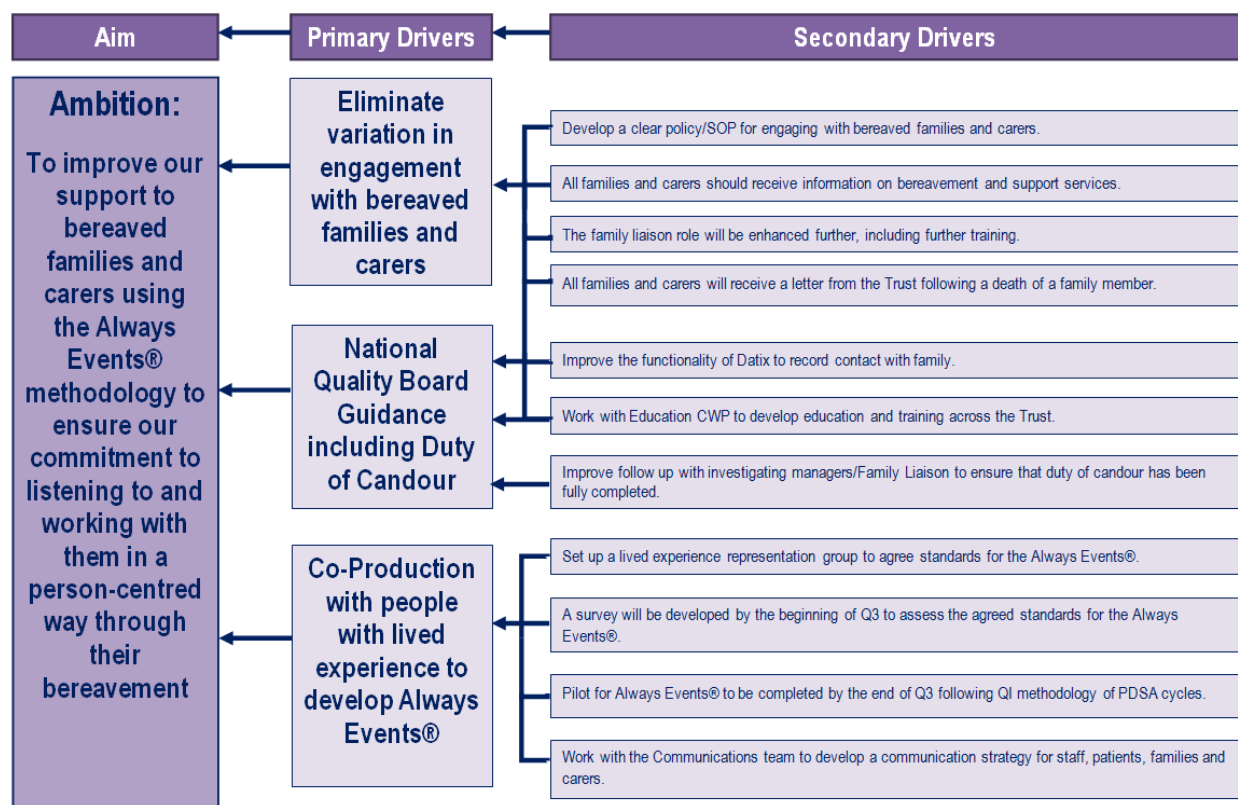 Aim
Primary Drivers
Secondary Drivers
Ambition:
To improve our
support to
bereaved
families and
carers using
the Always
Events®
methodology to
ensure our
commitment to
listening to and
working with
them in a
person-centred
way through
their
bereavement
Eliminate
variation in
engagement
with bereaved
families and
carers
National
Quality Board
Guidance
including Duty
of Candour
Co-Production
with people
with lived
experience to
develop Always
Events®
Develop a clear policy/SOP for engaging with bereaved families and carers.
All families and carers should receive information on bereavement and support services.
The family liaison role will be enhanced further, including further training.
All families and carers will receive a letter from the Trust following a death of a family member.
Improve the functionality of Datix to record contact with family.
Work with Education CWP to develop education and training across the Trust.
Improve follow up with investigating managers/Family Liaison to ensure that duty of candour has been
fully completed.
Set up a lived experience representation group to agree standards for the Always Events®.
A survey will be developed by the beginning of Q3 to assess the agreed standards for the Always
Events®.
Pilot for Always Events® to be completed by the end of Q3 following QI methodology of PDSA cycles.
Work with the Communications team to develop a communication strategy for staff, patients, families and
carers.